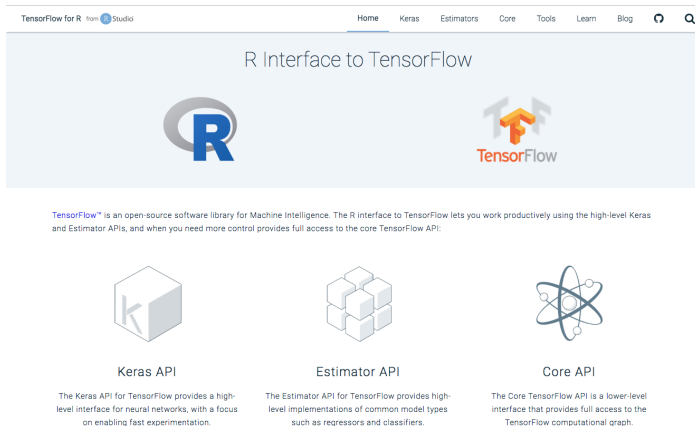 TensorFlow for R from R Studio Home Keras Estimators Core Tools Learn Blog
R Interface to TensorFlow
R
TensorFlow
TensorFlow™ is an open-source software library for Machine Intelligence. The R interface to TensorFlow lets you work productively using the high-level Keras
and Estimator APIs, and when you need more control provides full access to the core TensorFlow API:
k
Keras API
The Keras API for TensorFlow provides a high-
level interface for neural networks, with a focus
on enabling fast experimentation.
Estimator API
The Estimator API for TensorFlow provides high-
level implementations of common model types
such as regressors and classifiers.
Core API
The Core TensorFlow API is a lower-level
interface that provides full access to the
TensorFlow computational graph.